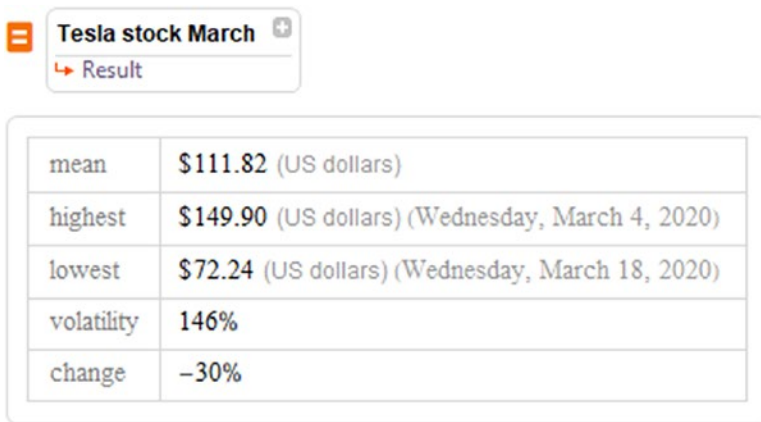 Tesla stock March
Result
mean $111.82 (US dollars)
highest $149.90 (US dollars) (Wednesday, March 4, 2020)
lowest $72.24 (US dollars) (Wednesday, March 18, 2020)
volatility 146%
change −30%